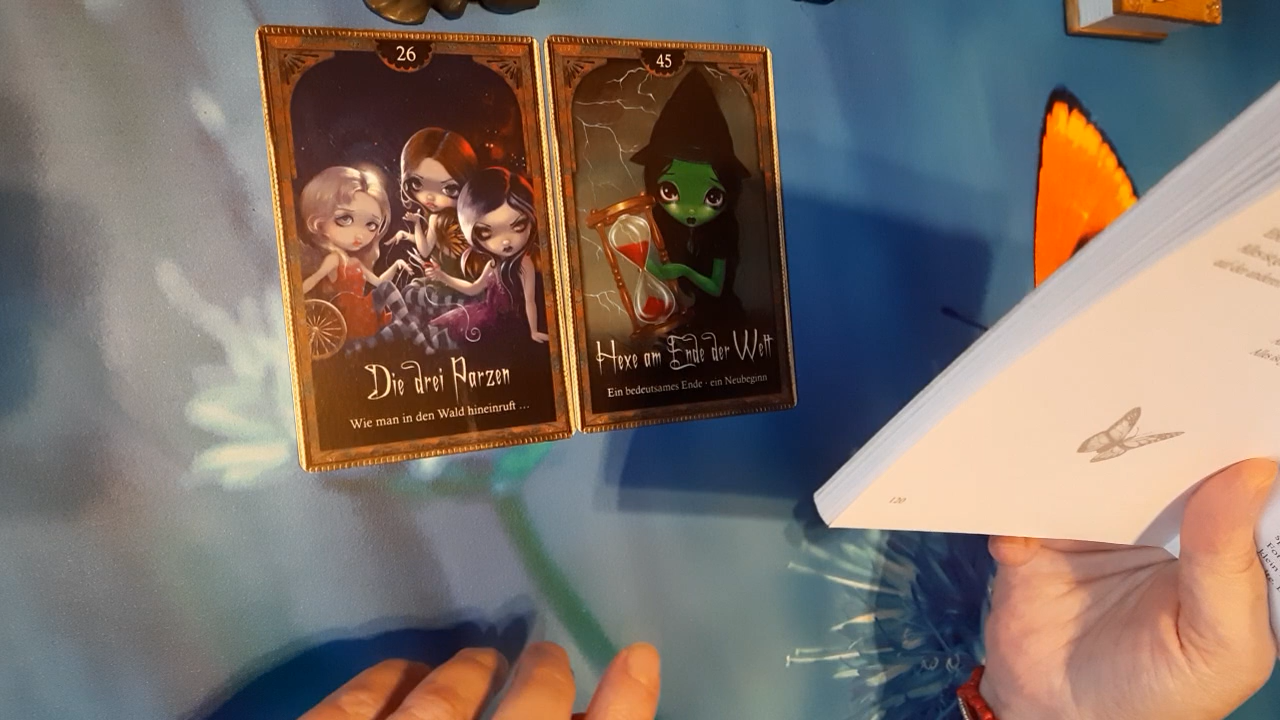 26
Die drei Parzen
Wie man in den Wald hineinruft ...
45
Hexe am Ende der Welt
Ein bedeutsames Ende · ein Neubeginn
120